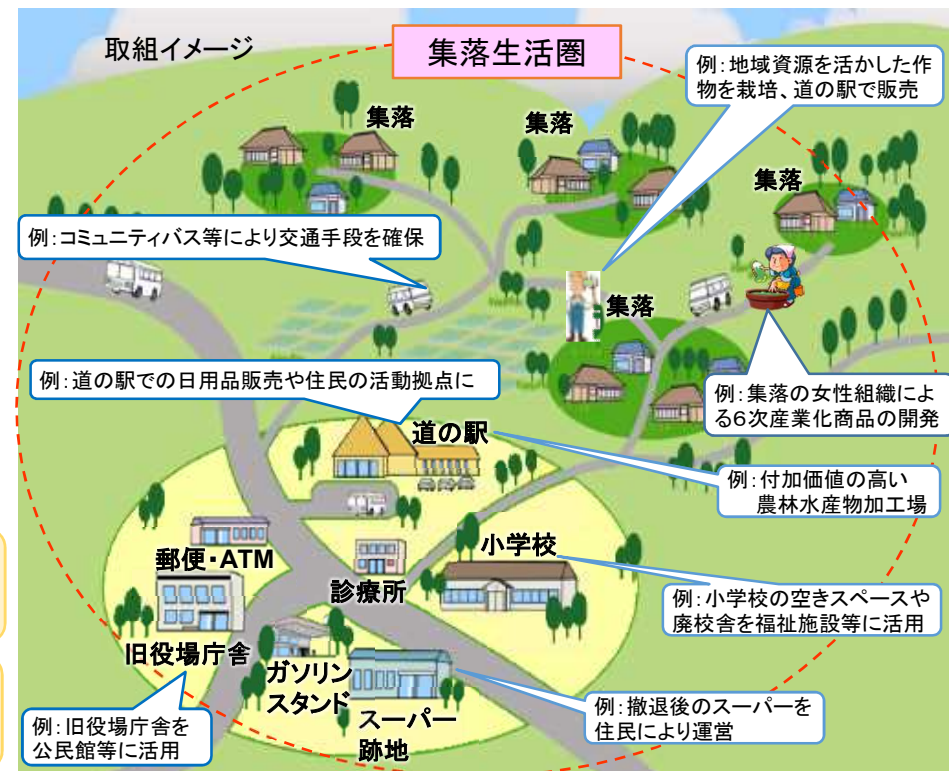 取組イメージ
集落生活圏
例：地域資源を活かした作
物を栽培、道の駅で販売
集落
集落
集落
例：コミュニティバス等により交通手段を確保
集落
例：道の駅での日用品販売や住民の活動拠点に
例：集落の女性組織によ
る６次産業化商品の開発
道の駅
例：付加価値の高い
農林水産物加工場
郵便・ATM
小学校
診療所
例：小学校の空きスペースや
廃校舎を福祉施設等に活用
旧役場庁舎
ガソリン
スタンド
スーパー
跡地
例：旧役場庁舎を
公民館等に活用
例：撤退後のスーパーを
住民により運営